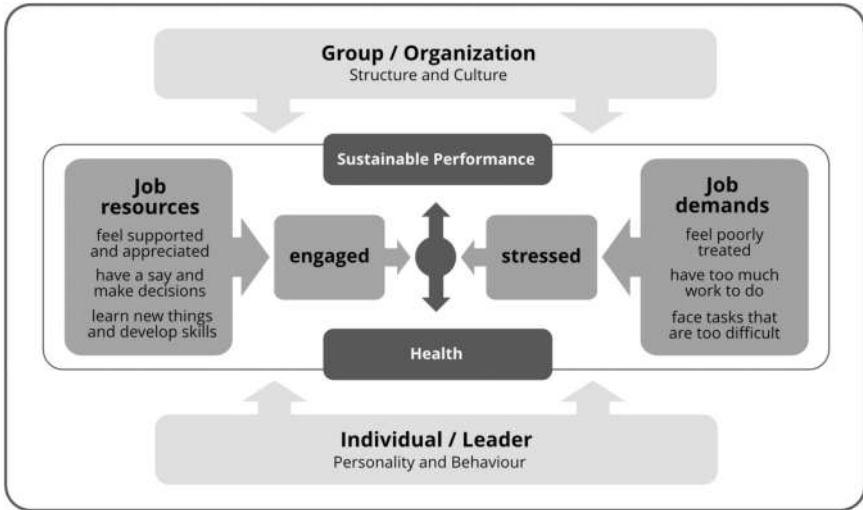 Group / Organization
Structure and Culture
Sustainable Performance
Job
resources
feel supported
and appreciated
have a say and
make decisions
learn new things
and develop skills
engaged
stressed
Job
demands
feel poorly
treated
have too much
work to do
face tasks that
are too difficult
Health
Individual / Leader
Personality and Behaviour